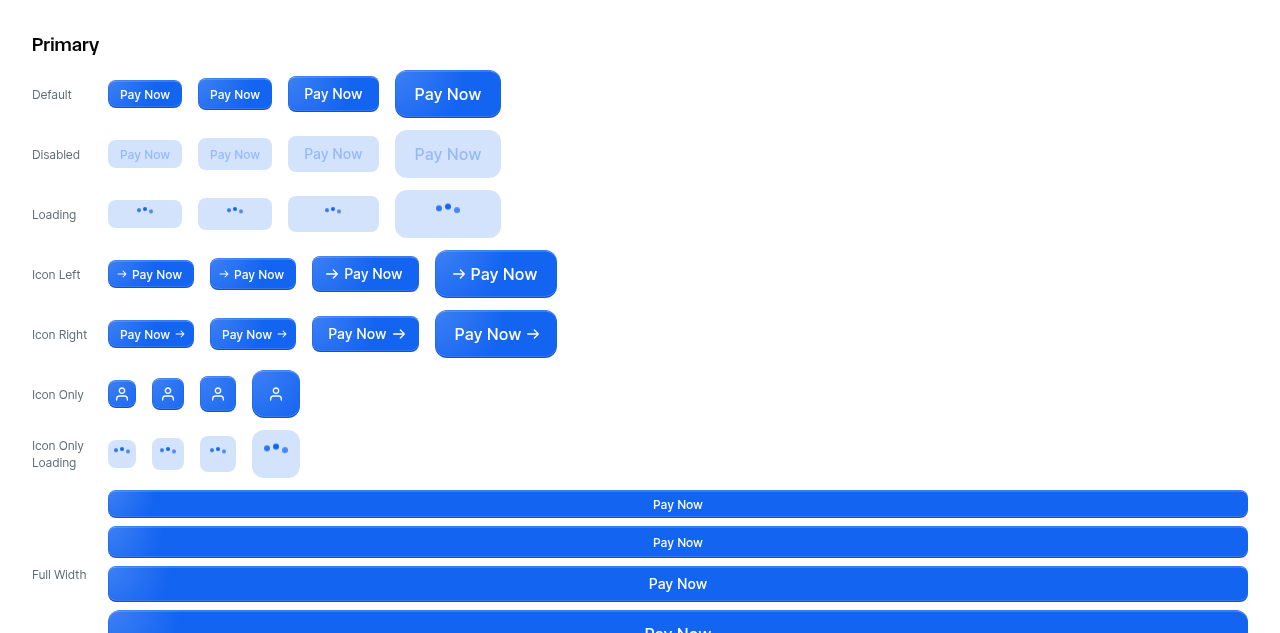 Primary
Default Pay Now Pay Now Pay Now Pay Now
Disabled Pay Now Pay Now Pay Now Pay Now
Loading
Icon Left → Pay Now → Pay Now → Pay Now → Pay Now
Icon Right Pay Now → Pay Now → Pay Now → Pay Now →
Icon Only
Icon Only
Loading
Pay Now
Pay Now
Full Width
Pay Now
Pay Now